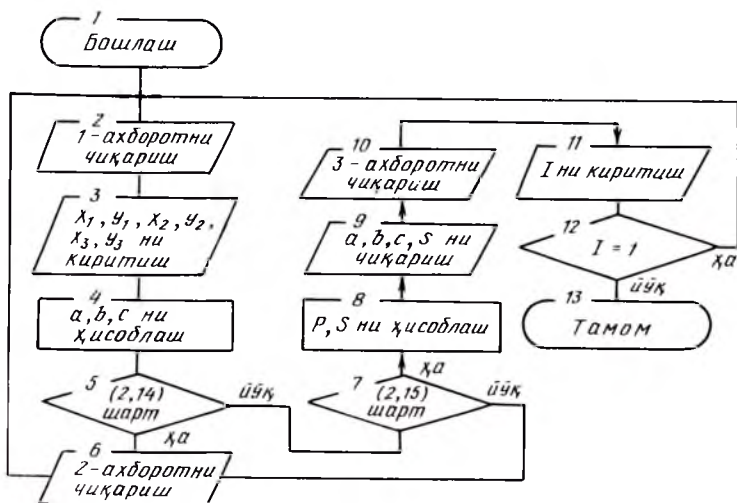 1
Бошлаш
2
1-ахборотни
чиқариш
3
x₁, y₁, x₂, y₂,
x₃, y₃ ни
киритиш
4
a, b, c ни
ҳисоблаш
5
(2,14)
шарт
йўқ
ҳа
6
2-ахборотни
чиқариш
7
(2,15)
шарт
ҳа
йўқ
8
P, S ни ҳисоблаш
9
a, b, c, S ни
чиқариш
10
3-ахборотни
чиқариш
11
I ни киритиш
12
I = 1
ҳа
йўқ
13
Тамом